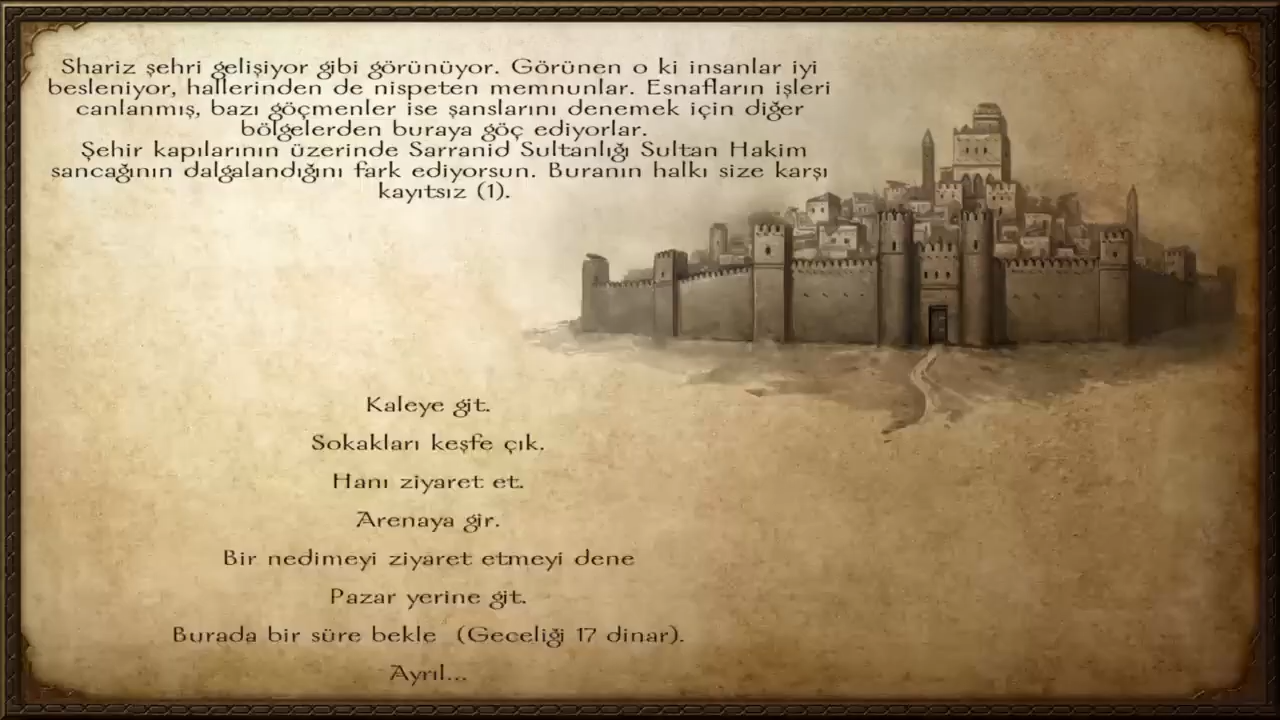 Shariz şehri gelişiyor gibi görünüyor. Görünen o ki insanlar iyi
besleniyor, hallerinden de nispeten memnunlar. Esnafların işleri
canlanmış, bazı göçmenler ise şanslarını denemek için diğer
bölgelerden buraya göç ediyorlar.
Şehir kapılarının üzerinde Sarranid Sultanlığı Sultan Hakim
sancağının dalgalandığını fark ediyorsun. Buranın halkı size karşı
kayıtsız (1).
Kaleye git.
Sokakları keşfe çık.
Hanı ziyaret et.
Arenaya gir.
Bir nedimeyi ziyaret etmeyi dene
Pazar yerine git.
Burada bir süre bekle  (Geceliği 17 dinar).
Ayrıl...